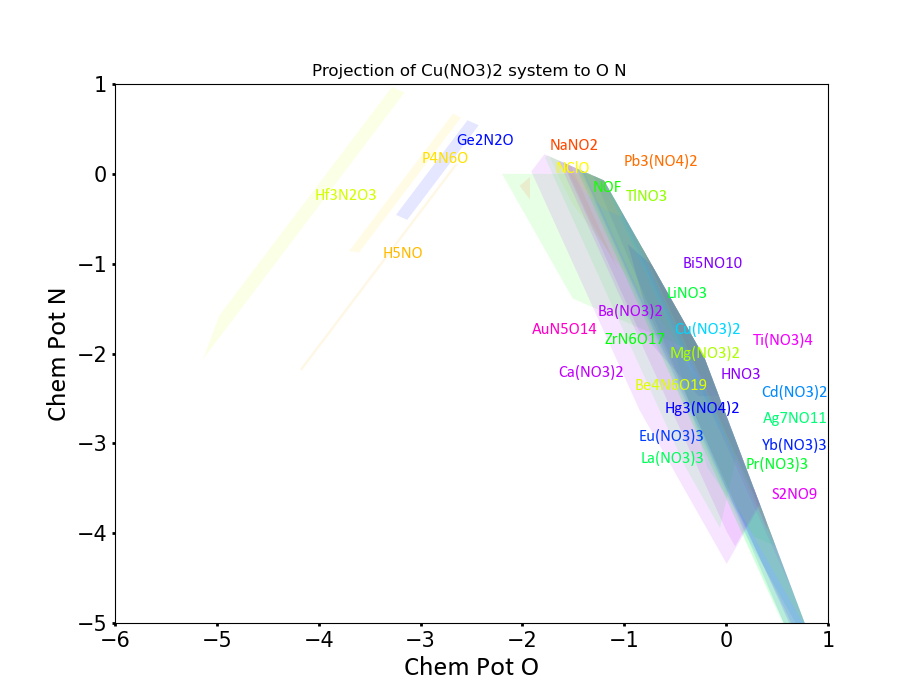 Projection of Cu(NO3)2 system to O N
1
0
−1
−2
−3
−4
−5
Chem Pot N
−6
−5
−4
−3
−2
−1
0
1
Chem Pot O
Ge2N2O
NaNO2
P4N6O
NClO
Pb3(NO4)2
Hf3N2O3
NOF
TlNO3
H5NO
Bi5NO10
LiNO3
Ba(NO3)2
AuN5O14
Cu(NO3)2
ZrN6O17
Ti(NO3)4
Mg(NO3)2
Ca(NO3)2
HNO3
Be4N6O19
Cd(NO3)2
Hg3(NO4)2
Ag7NO11
Eu(NO3)3
Yb(NO3)3
La(NO3)3
Pr(NO3)3
S2NO9